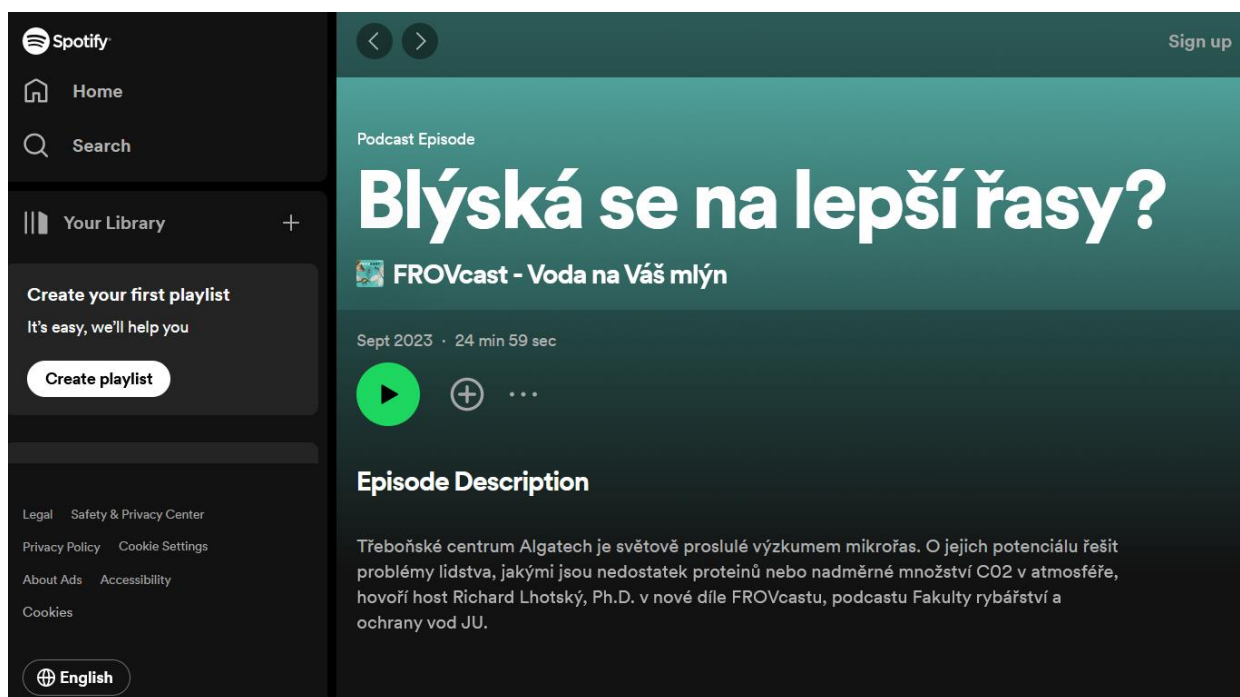 Spotify
Home
Search
Your Library
Create your first playlist
It's easy, we'll help you
Create playlist
Legal Safety & Privacy Center
Privacy Policy Cookie Settings
About Ads Accessibility
Cookies
English
Sign up
Podcast Episode
Blýská se na lepší řasy?
FROVcast - Voda na Váš mlýn
Sept 2023 · 24 min 59 sec
Episode Description
Třeboňské centrum Algatech je světově proslulé výzkumem mikrořas. O jejich potenciálu řešit
problémy lidstva, jakými jsou nedostatek proteinů nebo nadměrné množství C02 v atmosféře,
hovoří host Richard Lhotský, Ph.D. v nové díle FROVcastu, podcastu Fakulty rybářství a
ochrany vod JU.